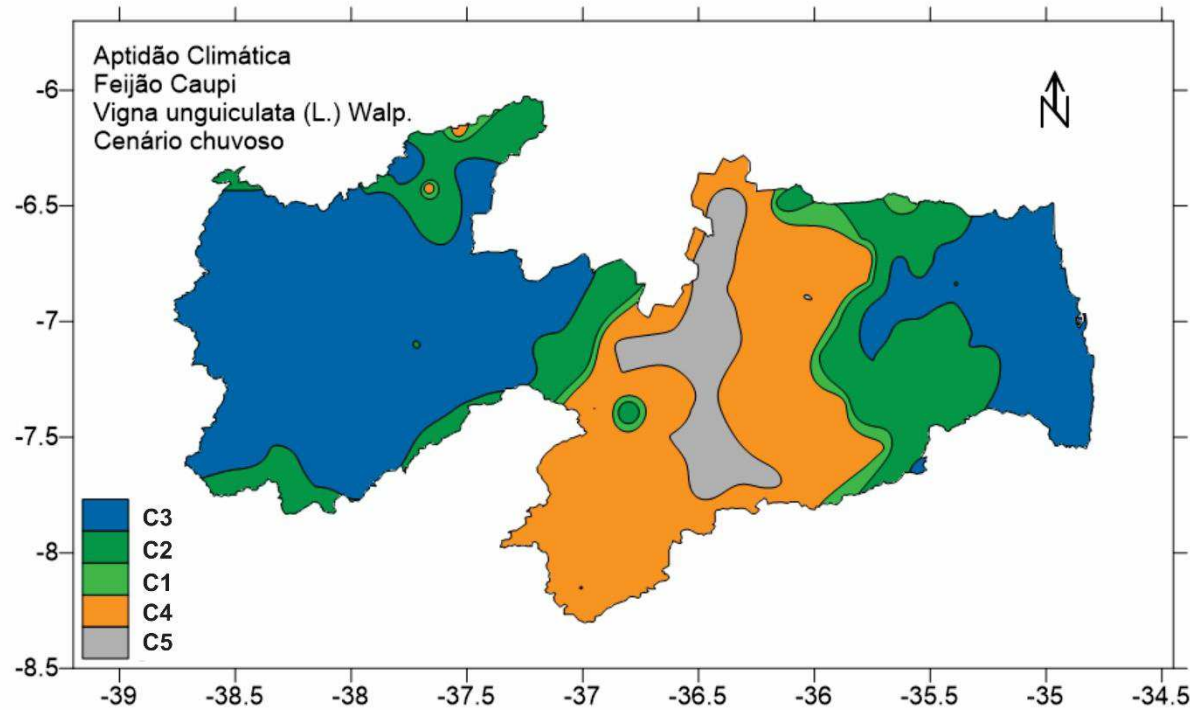 Aptidão Climática
Feijão Caupi
Vigna unguiculata (L.) Walp.
Cenário chuvoso
N
-6
-6.5
-7
-7.5
-8
-8.5
C3
C2
C1
C4
C5
-39 -38.5 -38 -37.5 -37 -36.5 -36 -35.5 -35 -34.5